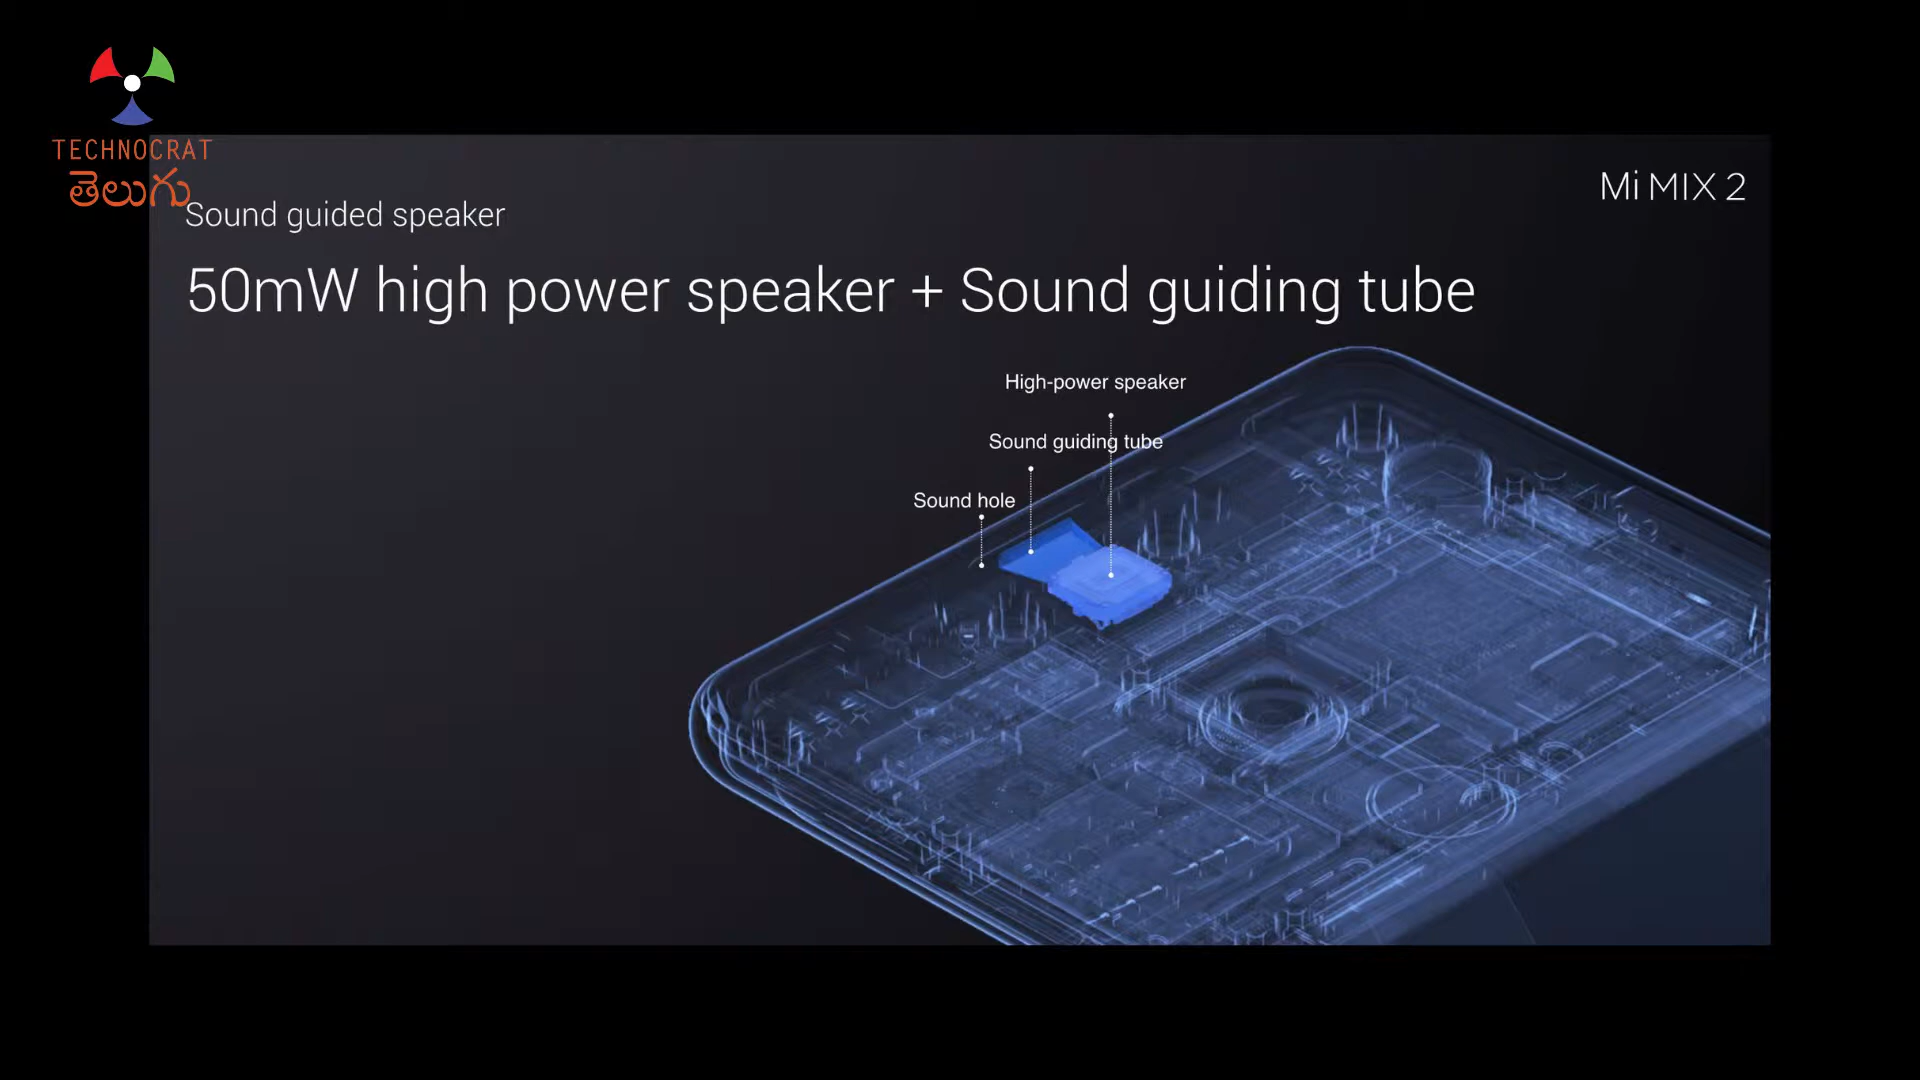 TECHNOCRAT
తెలుగు
Mi MIX 2
Sound guided speaker
50mW high power speaker + Sound guiding tube
High-power speaker
Sound guiding tube
Sound hole